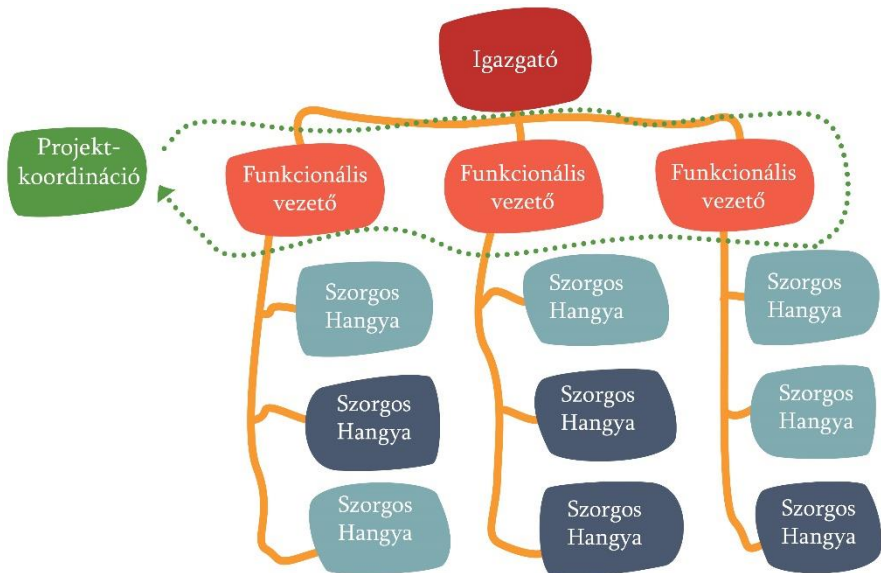 Igazgató
Projekt-
koordináció
Funkcionális
vezető
Funkcionális
vezető
Funkcionális
vezető
Szorgos
Hangya
Szorgos
Hangya
Szorgos
Hangya
Szorgos
Hangya
Szorgos
Hangya
Szorgos
Hangya
Szorgos
Hangya
Szorgos
Hangya
Szorgos
Hangya